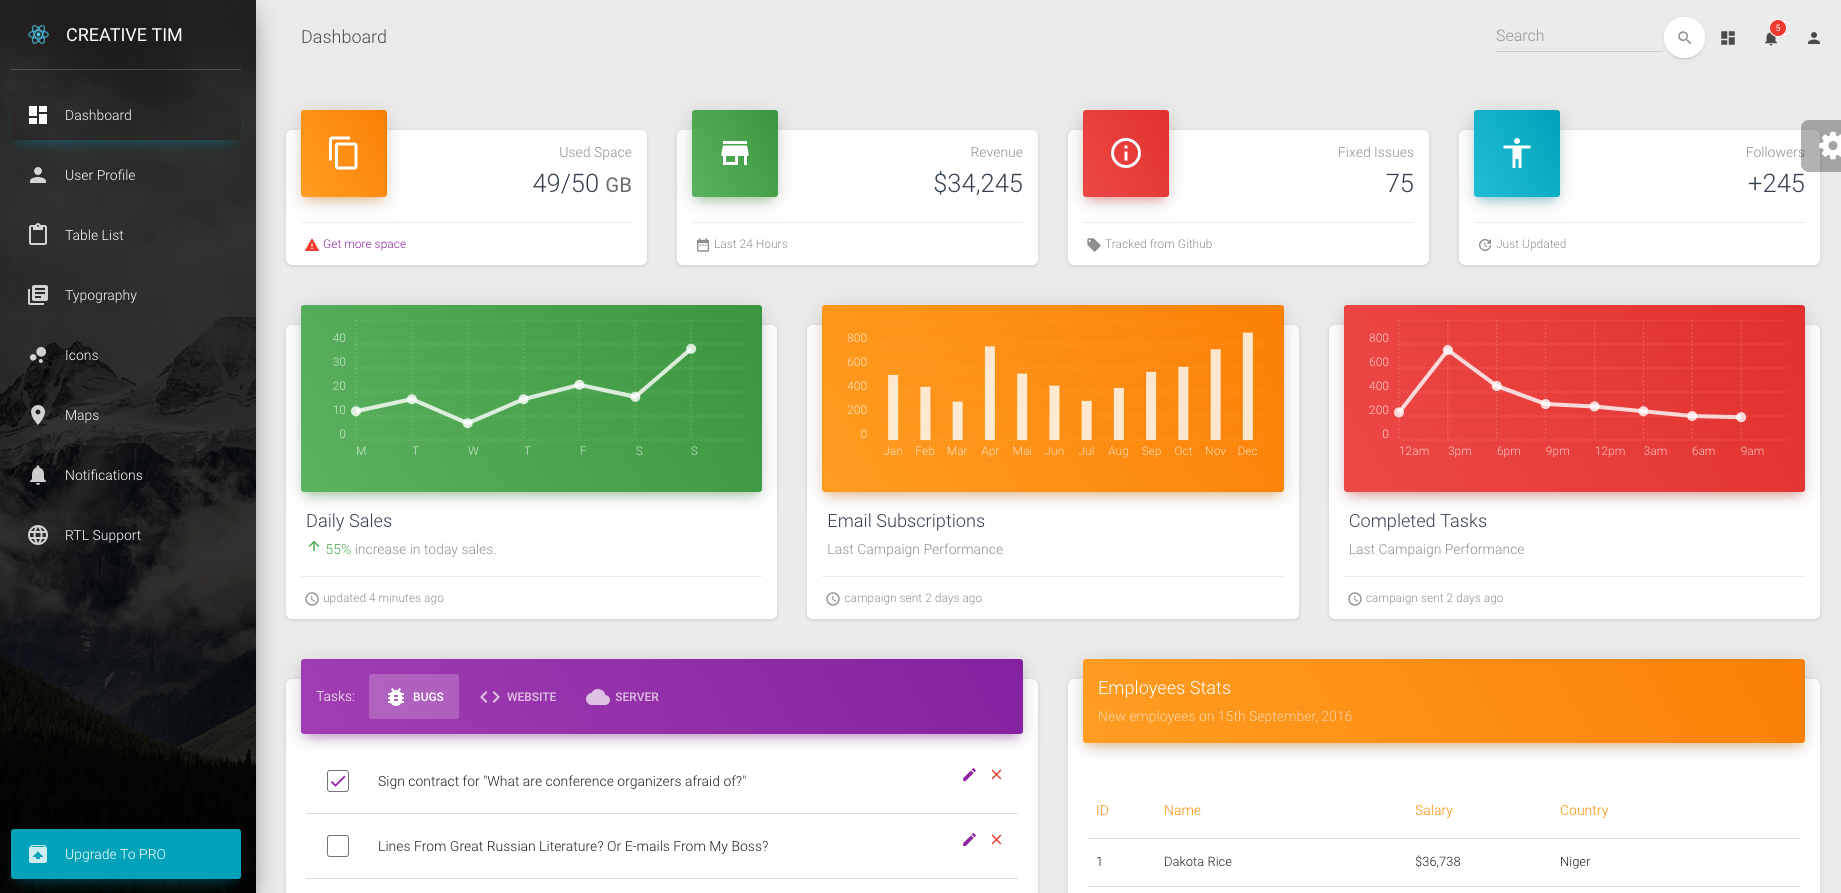 CREATIVE TIM
Dashboard
User Profile
Table List
Typography
Icons
Maps
Notifications
RTL Support
Upgrade To PRO
Dashboard
Search
5
Used Space
49/50 GB
Get more space
Revenue
$34,245
Last 24 Hours
Fixed Issues
75
Tracked from Github
Followers
+245
Just Updated
40
30
20
10
0
M T W T F S S
Daily Sales
55% increase in today sales.
updated 4 minutes ago
800
600
400
200
0
Jan Feb Mar Apr Mai Jun Jul Aug Sep Oct Nov Dec
Email Subscriptions
Last Campaign Performance
campaign sent 2 days ago
800
600
400
200
0
12am 3pm 6pm 9pm 12pm 3am 6am 9am
Completed Tasks
Last Campaign Performance
campaign sent 2 days ago
Tasks: BUGS WEBSITE SERVER
Sign contract for "What are conference organizers afraid of?"
Lines From Great Russian Literature? Or E-mails From My Boss?
Employees Stats
New employees on 15th September, 2016
ID Name Salary Country
1 Dakota Rice $36,738 Niger